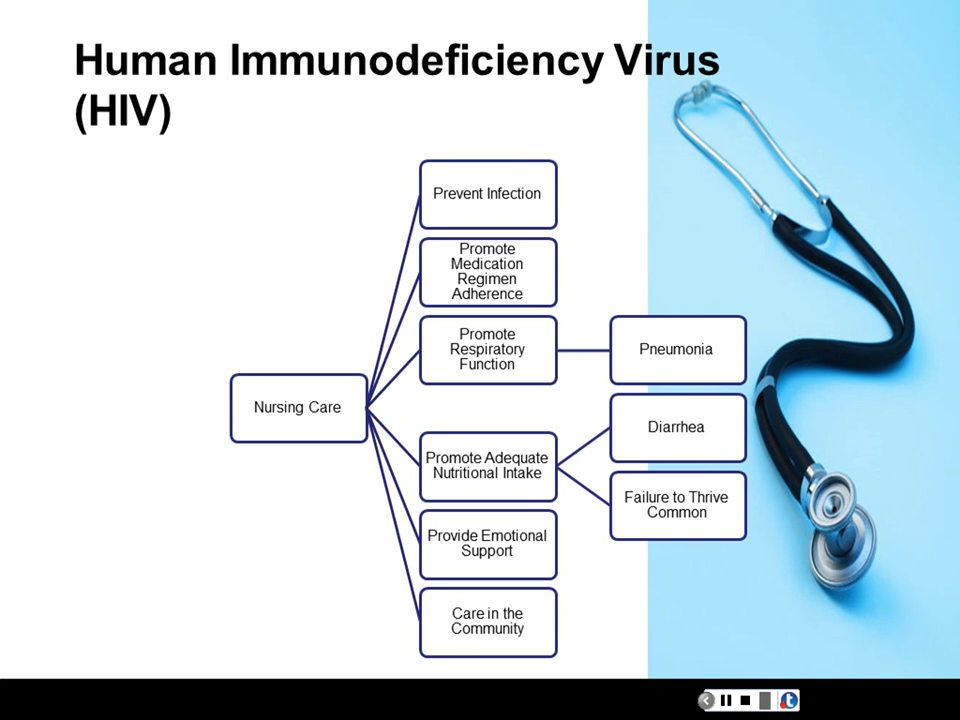 Human Immunodeficiency Virus
(HIV)
Prevent Infection
Promote
Medication
Regimen
Adherence
Promote
Respiratory
Function
Pneumonia
Nursing Care
Diarrhea
Promote Adequate
Nutritional Intake
Failure to Thrive
Common
Provide Emotional
Support
Care in the
Community
t